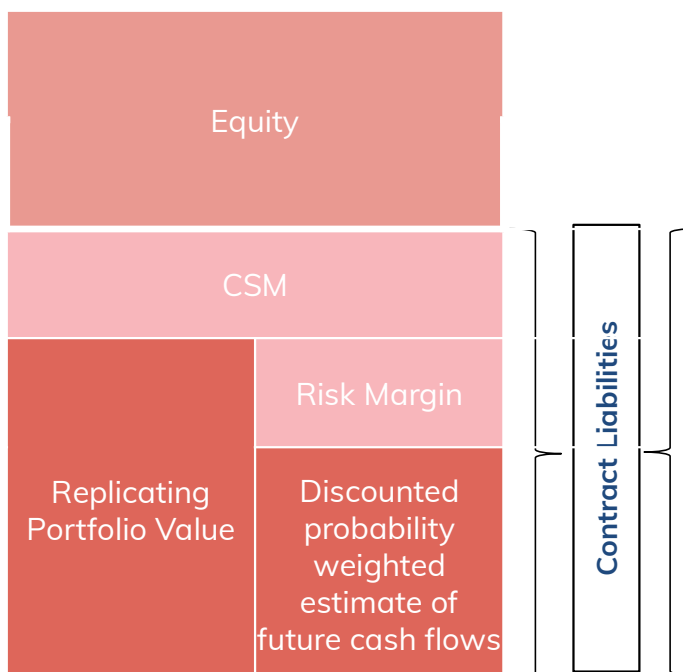 Equity
CSM
Risk Margin
Replicating
Portfolio Value
Discounted
probability
weighted
estimate of
future cash flows
Contract Liabilities